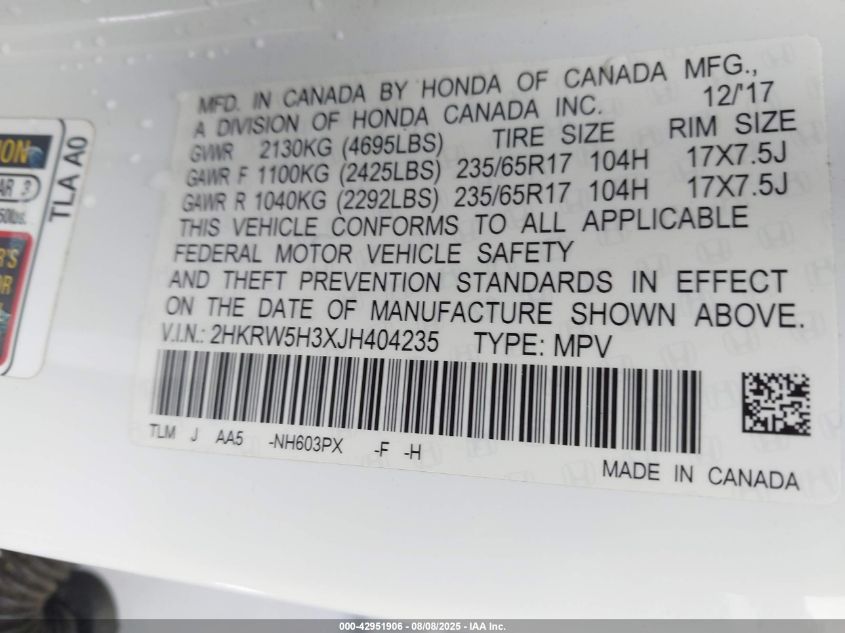 MFD. IN CANADA BY HONDA OF CANADA MFG.,
A DIVISION OF HONDA CANADA INC. 12/'17
GVWR 2130KG (4695LBS) TIRE SIZE RIM SIZE
GAWR F 1100KG (2425LBS) 235/65R17 104H 17X7.5J
GAWR R 1040KG (2292LBS) 235/65R17 104H 17X7.5J
THIS VEHICLE CONFORMS TO ALL APPLICABLE
FEDERAL MOTOR VEHICLE SAFETY
AND THEFT PREVENTION STANDARDS IN EFFECT
ON THE DATE OF MANUFACTURE SHOWN ABOVE.
V.I.N.: 2HKRW5H3XJH404235 TYPE: MPV
TLM J AA5 -NH603PX -F -H
MADE IN CANADA
TLA A0
000-42951906 - 08/08/2025 - IAA Inc.